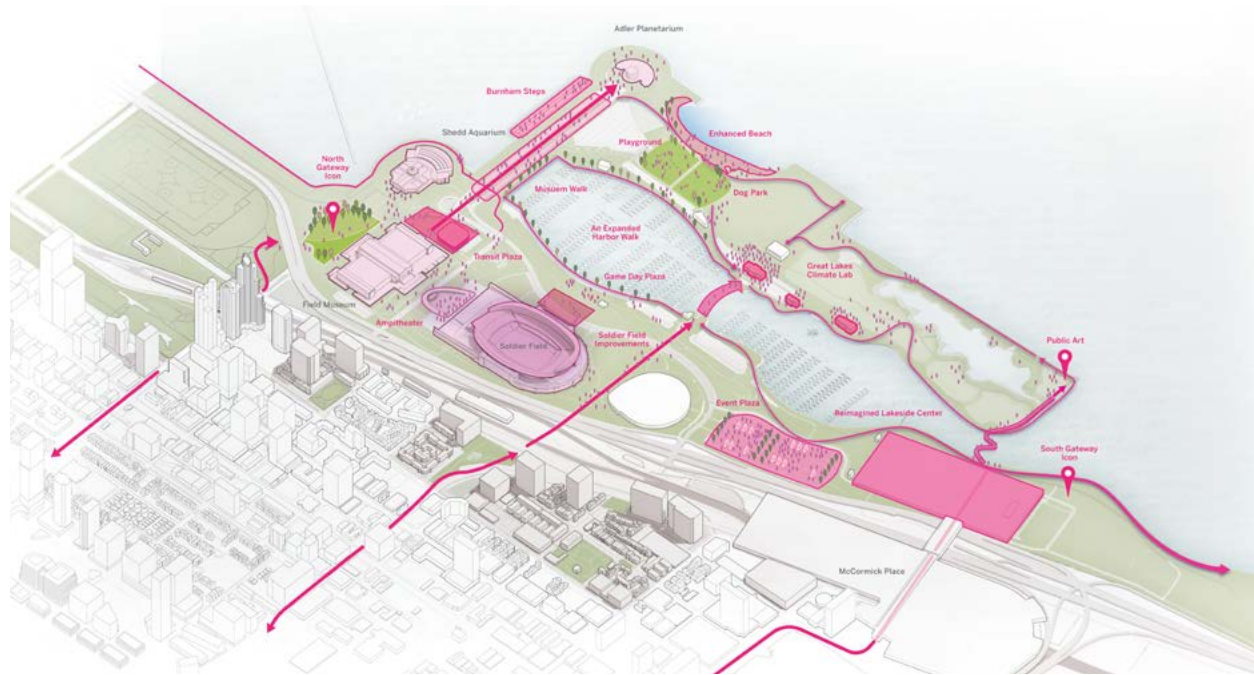 Adler Planetarium
Burnham Steps
Shedd Aquarium
Enhanced Beach
Playground
North
Gateway
Icon
Musuem Walk
Dog Park
An Expanded
Harbor Walk
Transit Plaza
Great Lakes
Climate Lab
Game Day Plaza
Field Museum
Ampitheater
Soldier Field
Soldier Field
Improvements
Public Art
Event Plaza
Reimagined Lakeside Center
South Gateway
Icon
McCormick Place